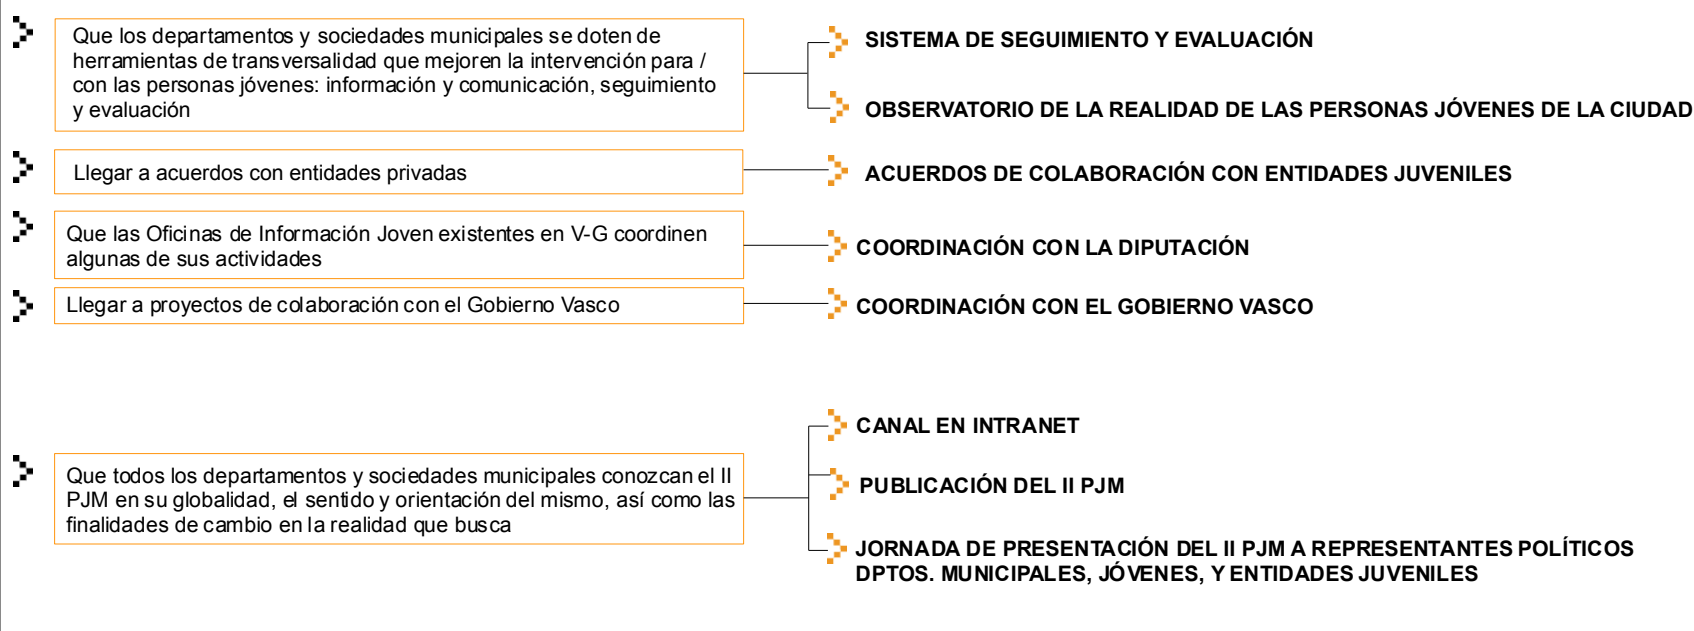 Que los departamentos y sociedades municipales se doten de
herramientas de transversalidad que mejoren la intervención para /
con las personas jóvenes: información y comunicación, seguimiento
y evaluación
SISTEMA DE SEGUIMIENTO Y EVALUACIÓN
OBSERVATORIO DE LA REALIDAD DE LAS PERSONAS JÓVENES DE LA CIUDAD
Llegar a acuerdos con entidades privadas
ACUERDOS DE COLABORACIÓN CON ENTIDADES JUVENILES
Que las Oficinas de Información Joven existentes en V-G coordinen
algunas de sus actividades
COORDINACIÓN CON LA DIPUTACIÓN
Llegar a proyectos de colaboración con el Gobierno Vasco
COORDINACIÓN CON EL GOBIERNO VASCO
Que todos los departamentos y sociedades municipales conozcan el II
PJM en su globalidad, el sentido y orientación del mismo, así como las
finalidades de cambio en la realidad que busca
CANAL EN INTRANET
PUBLICACIÓN DEL II PJM
JORNADA DE PRESENTACIÓN DEL II PJM A REPRESENTANTES POLÍTICOS
DPTOS. MUNICIPALES, JÓVENES, Y ENTIDADES JUVENILES